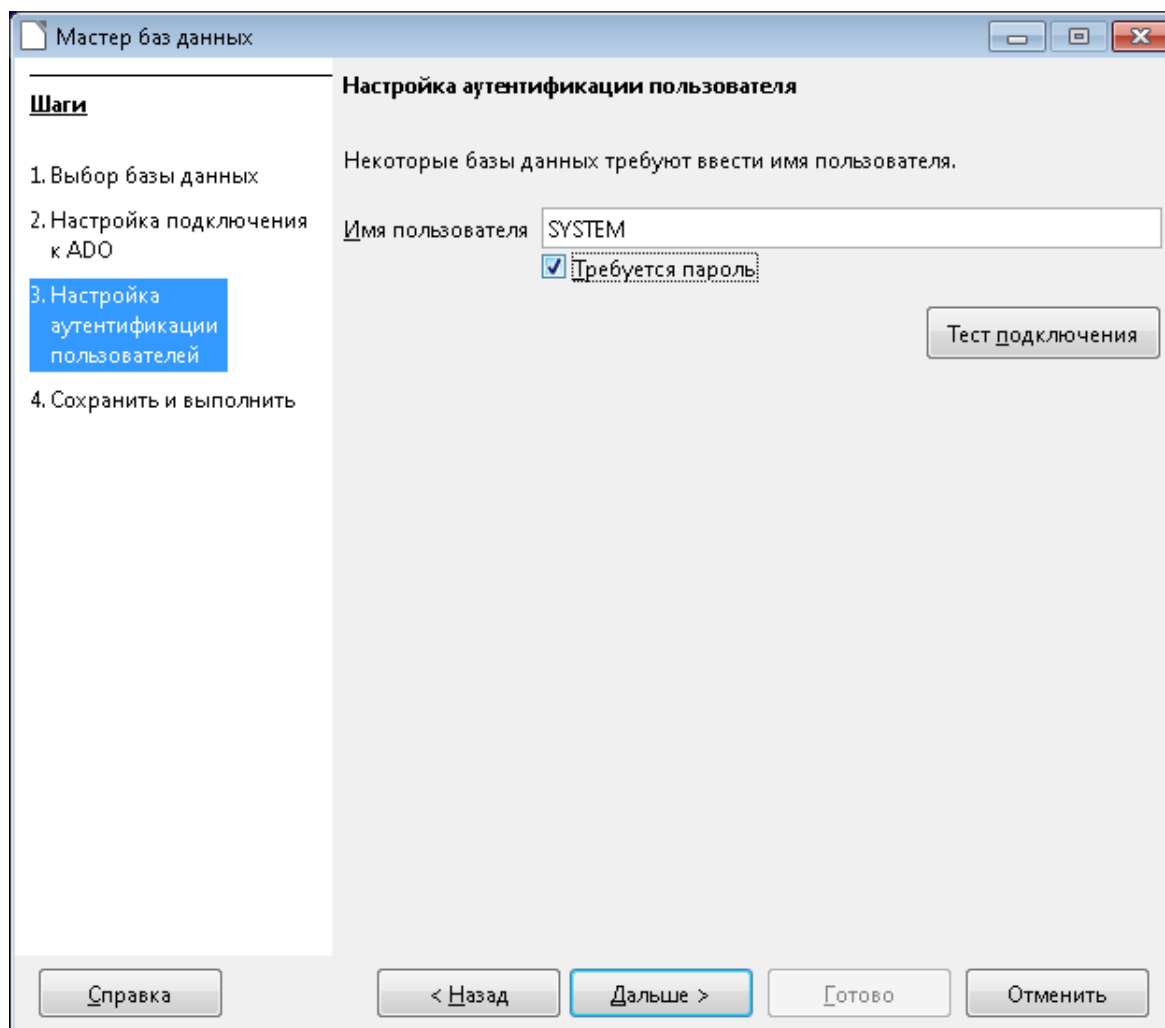 Мастер баз данных
Шаги
1. Выбор базы данных
2. Настройка подключения
к ADO
3. Настройка
аутентификации
пользователей
4. Сохранить и выполнить
Настройка аутентификации пользователя
Некоторые базы данных требуют ввести имя пользователя.
Имя пользователя SYSTEM
Требуется пароль
Тест подключения
Справка
< Назад
Дальше >
Готово
Отменить